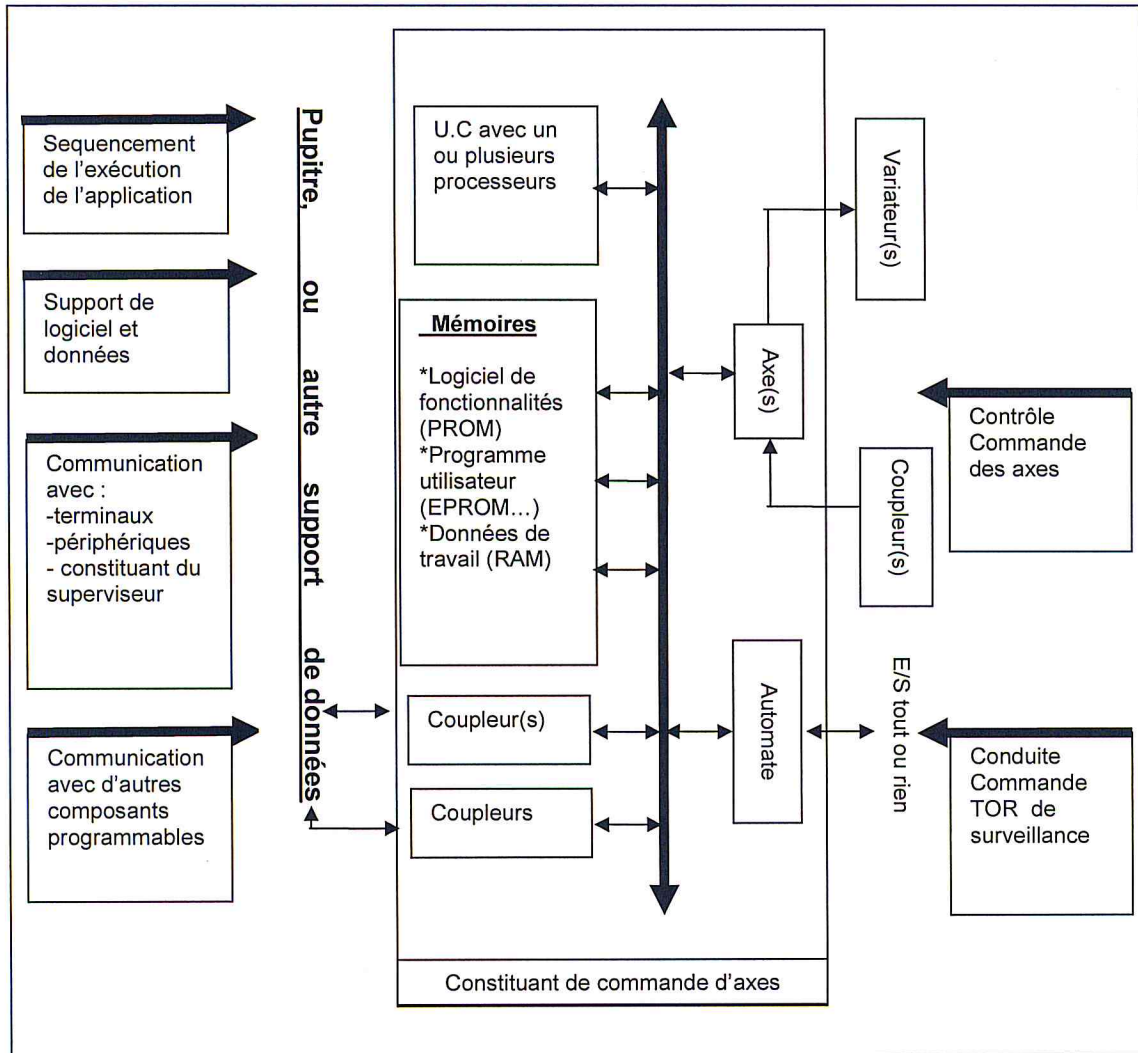 Sequencement
de l'exécution
de l'application
Support de
logiciel et
données
Communication
avec :
-terminaux
-périphériques
- constituant du
superviseur
Communication
avec d'autres
composants
programmables
Pupitre, ou autre support de données
U.C avec un
ou plusieurs
processeurs
Mémoires
*Logiciel de
fonctionnalités
(PROM)
*Programme
utilisateur
(EPROM…)
*Données de
travail (RAM)
Coupleur(s)
Coupleurs
Axe(s)
Automate
Variateur(s)
Coupleur(s)
E/S tout ou rien
Contrôle
Commande
des axes
Conduite
Commande
TOR de
surveillance
Constituant de commande d'axes